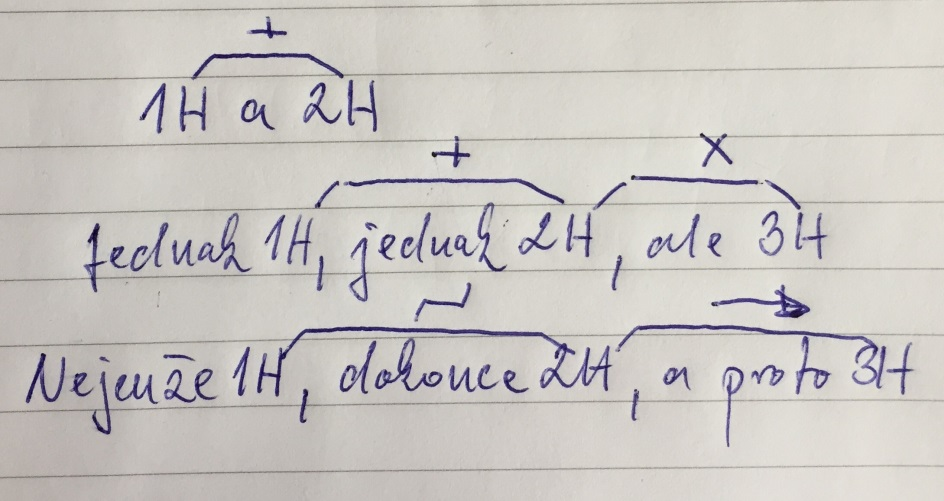 +
1H a 2H
+ x
Jednak 1H, jednak 2H, ale 3H
→
Nejenže 1H, dokonce 2H, a proto 3H